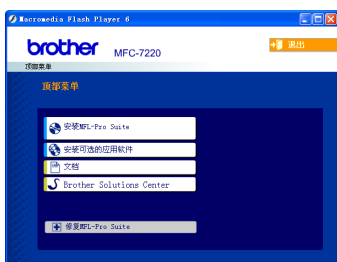 Macromedia Flash Player 6
brother MFC-7220
退出
顶部菜单
顶部菜单
安装MFL-Pro Suite
安装可选的应用软件
文档
Brother Solutions Center
修复MFL-Pro Suite